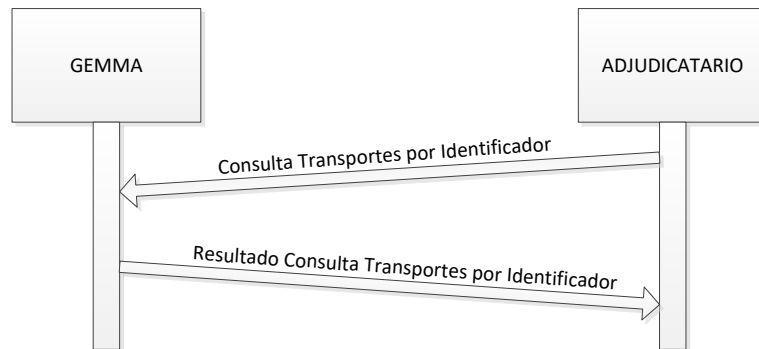 GEMMA
ADJUDICATARIO
Consulta Transportes por Identificador
Resultado Consulta Transportes por Identificador